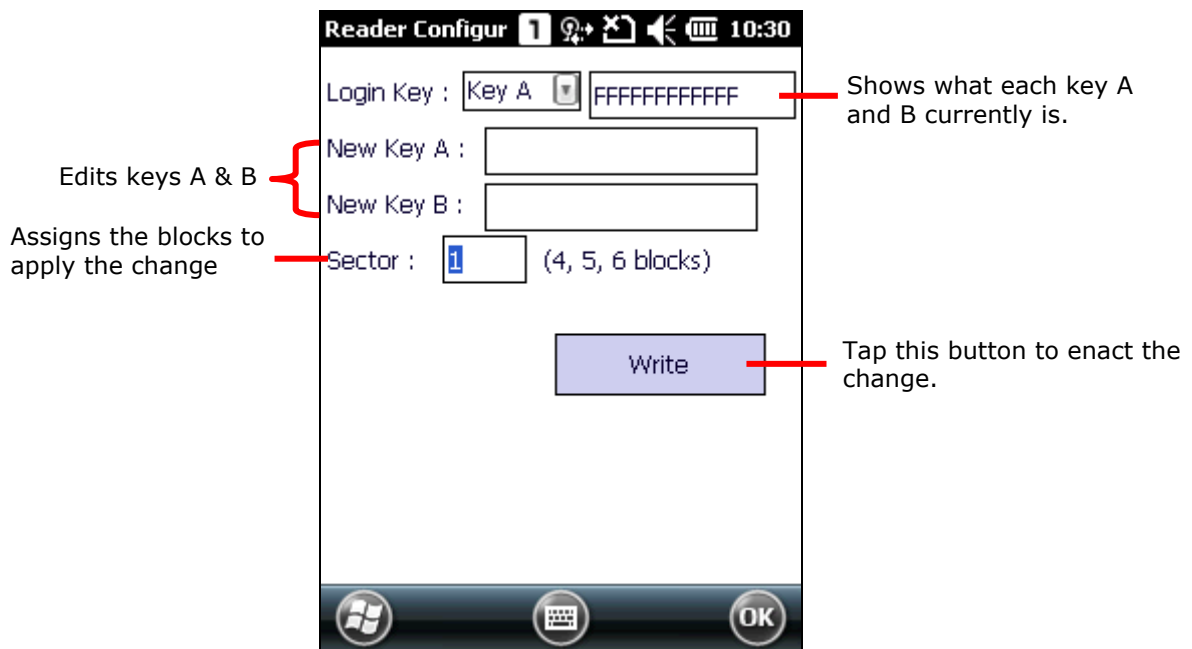 Reader Configur 1 10:30
Login Key : Key A FFFFFFFFFFFF
Shows what each key A
and B currently is.
New Key A :
Edits keys A & B
New Key B :
Assigns the blocks to
apply the change
Sector : 1 (4, 5, 6 blocks)
Write
Tap this button to enact the
change.
OK